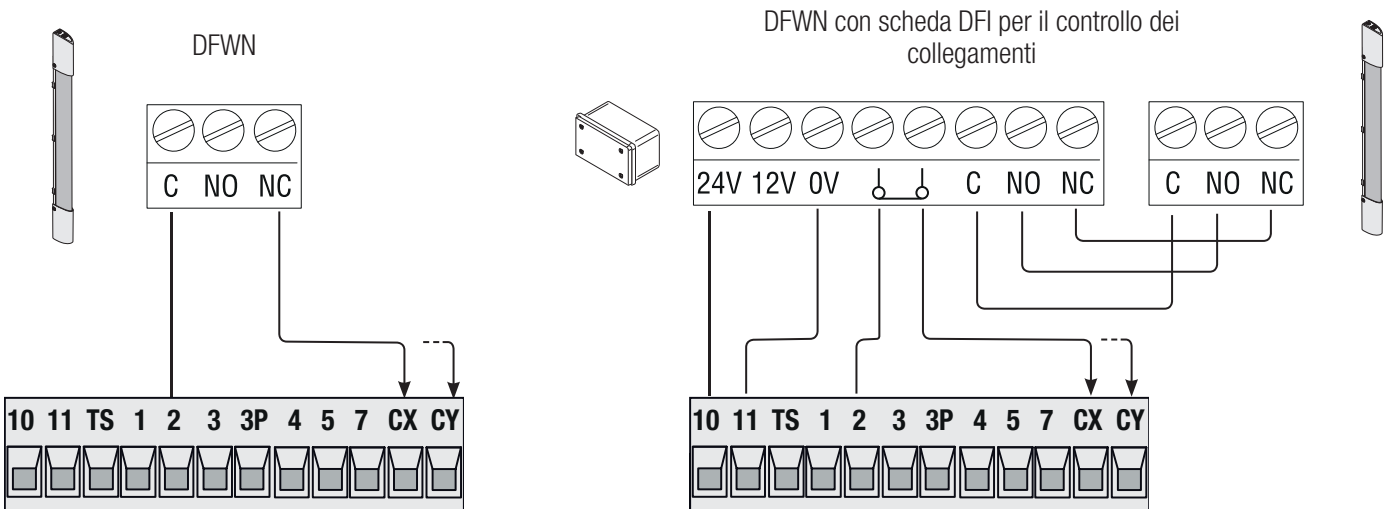 DFWN
C NO NC
10 11 TS 1 2 3 3P 4 5 7 CX CY
DFWN con scheda DFI per il controllo dei
collegamenti
24V 12V 0V C NO NC
C NO NC
10 11 TS 1 2 3 3P 4 5 7 CX CY